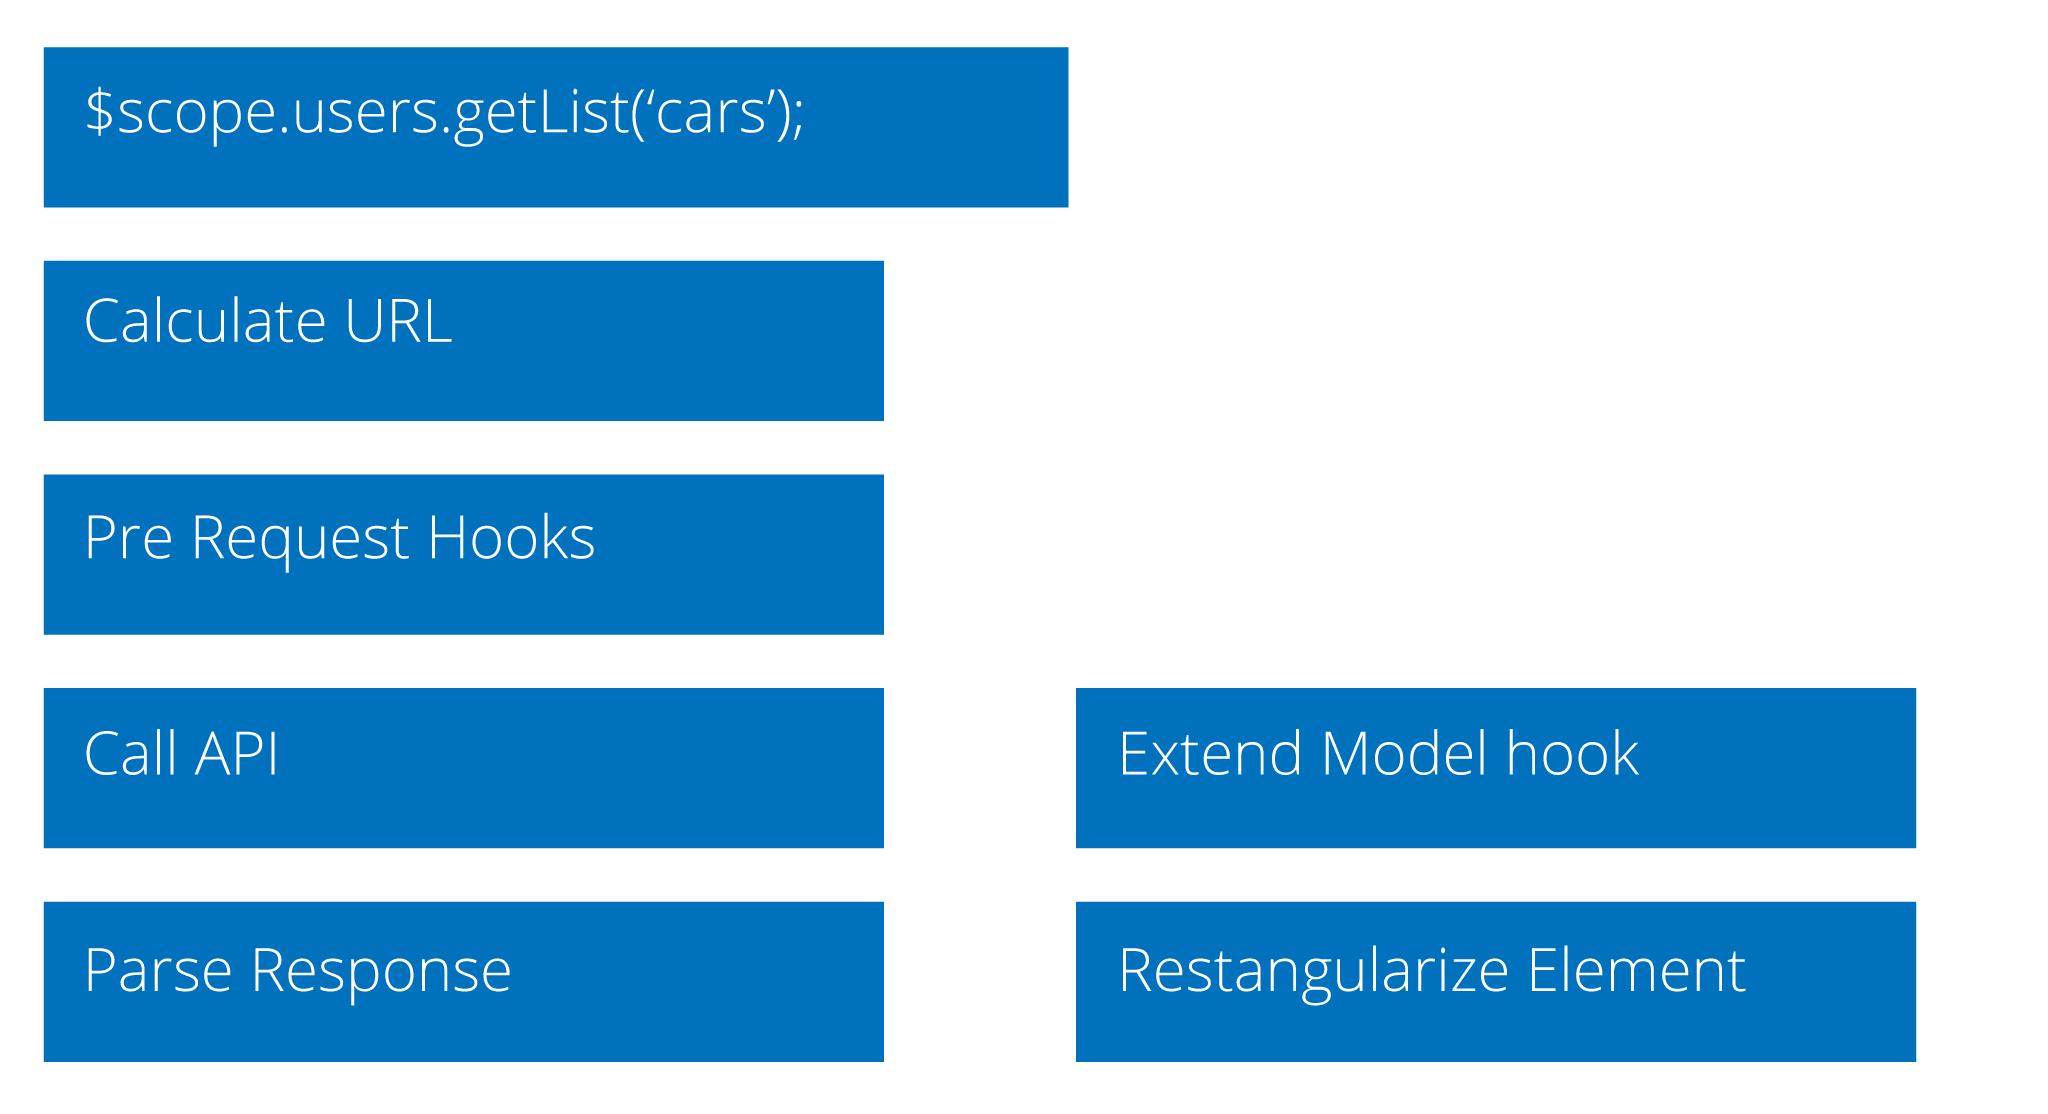 $scope.users.getList(‘cars’);
Calculate URL
Pre Request Hooks
Call API
Extend Model hook
Parse Response
Restangularize Element